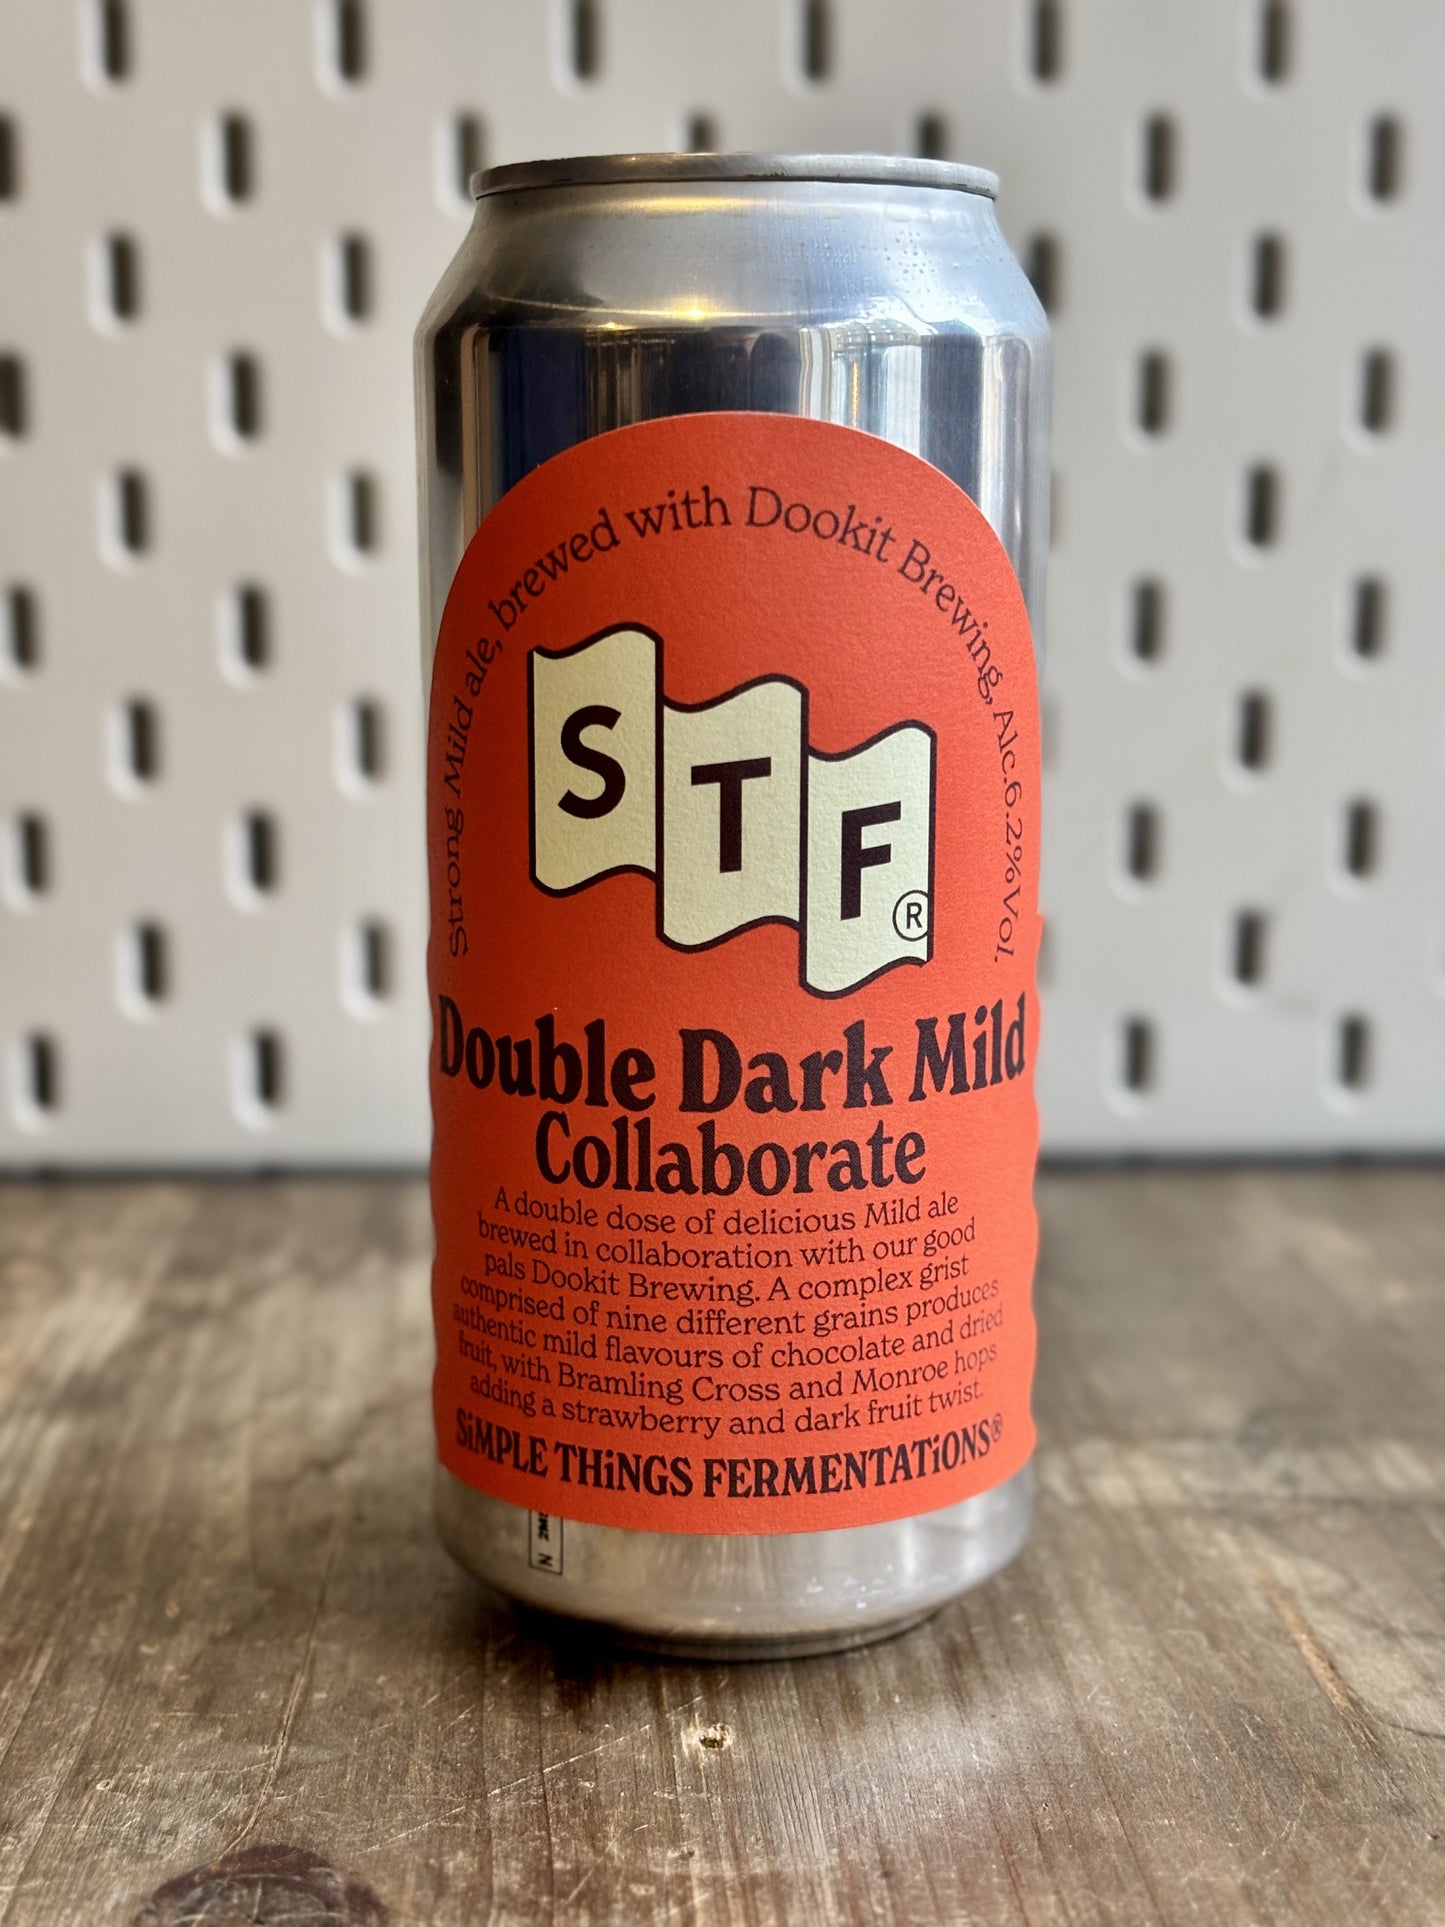 Strong Mild ale, brewed with Dookit Brewing, Alc.6.2%Vol.
S T F ®
Double Dark Mild
Collaborate
A double dose of delicious Mild ale
brewed in collaboration with our good
pals Dookit Brewing. A complex grist
comprised of nine different grains produces
authentic mild flavours of chocolate and dried
fruit, with Bramling Cross and Monroe hops
adding a strawberry and dark fruit twist.
SiMPLE THiNGS FERMENTATiONS®